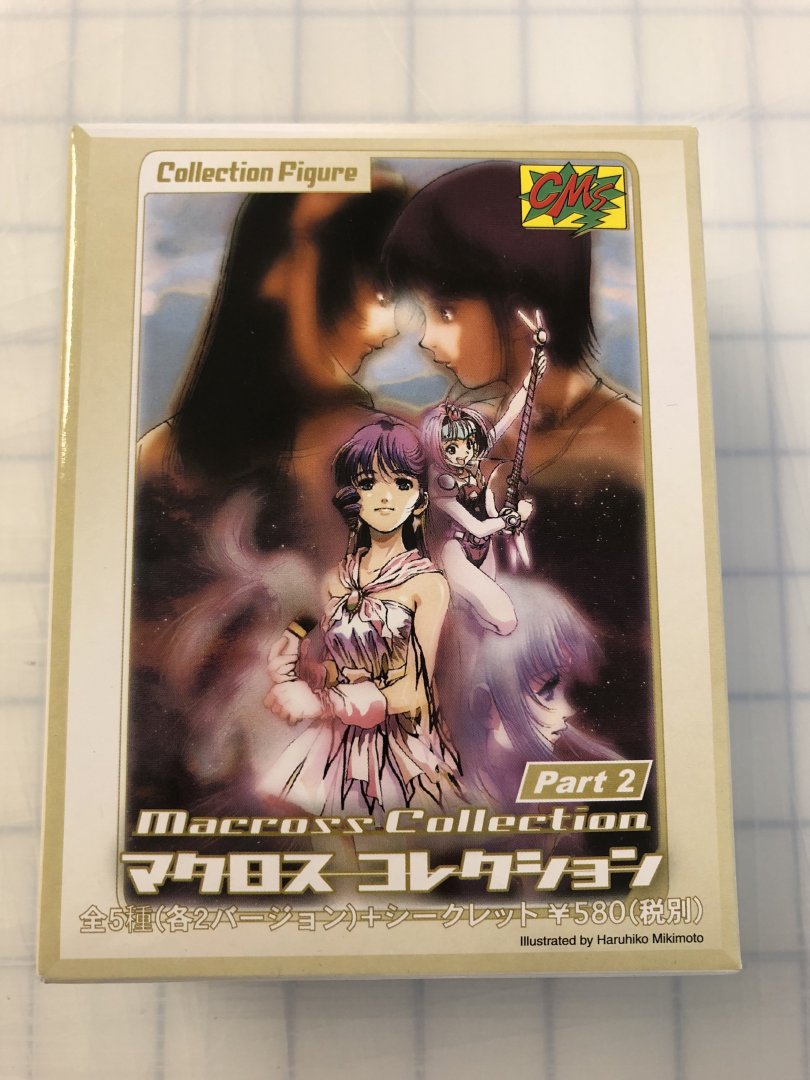 Collection Figure
CMs
Part 2
Macross Collection
マクロス コレクション
全5種(各2バージョン)+シークレット ¥580(税別)
Illustrated by Haruhiko Mikimoto